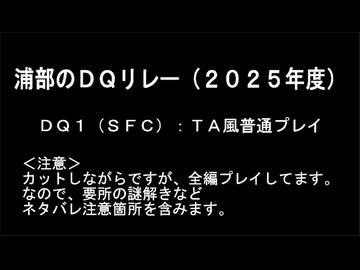 浦部のＤＱリレー（２０２５年度）
ＤＱ１（ＳＦＣ）：ＴＡ風普通プレイ
＜注意＞
カットしながらですが、全編プレイしてます。
なので、要所の謎解きなど
ネタバレ注意箇所を含みます。